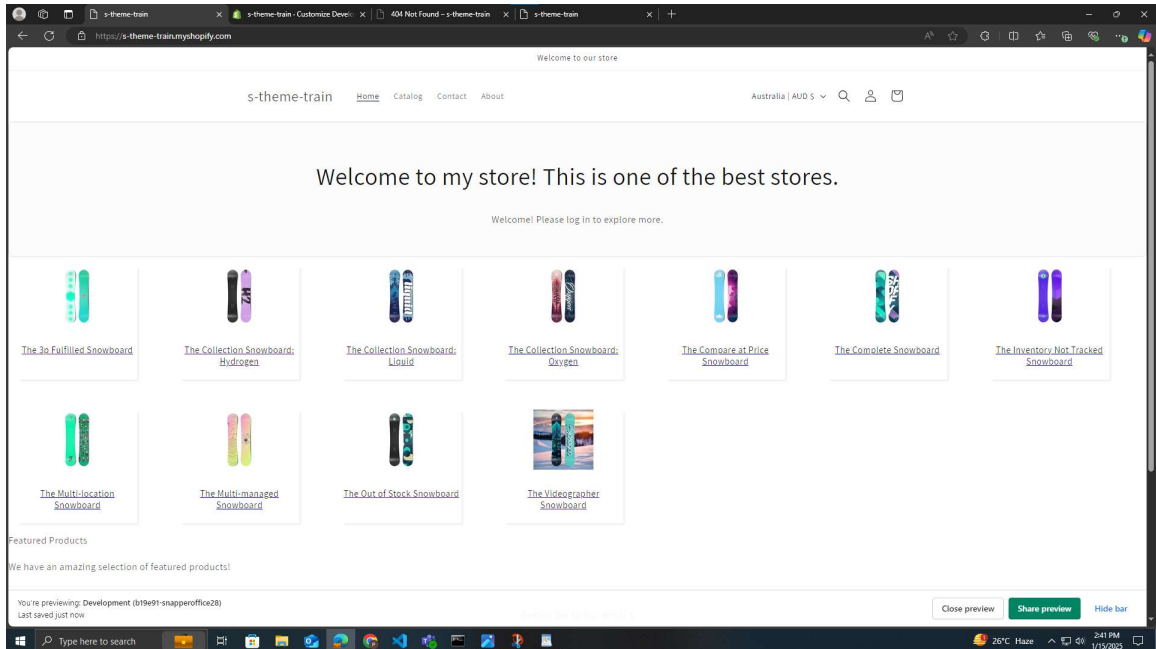 s-theme-train
s-theme-train - Customize Develo
404 Not Found – s-theme-train
s-theme-train
https://s-theme-train.myshopify.com
Welcome to our store
s-theme-train Home Catalog Contact About Australia | AUD $
Welcome to my store! This is one of the best stores.
Welcome! Please log in to explore more.
The 3p Fulfilled Snowboard
The Collection Snowboard:
Hydrogen
The Collection Snowboard:
Liquid
The Collection Snowboard:
Oxygen
The Compare at Price
Snowboard
The Complete Snowboard
The Inventory Not Tracked
Snowboard
The Multi-location
Snowboard
The Multi-managed
Snowboard
The Out of Stock Snowboard
The Videographer
Snowboard
Featured Products
We have an amazing selection of featured products!
You're previewing: Development (b19e91-snapperoffice28)
Last saved just now
Close preview Share preview Hide bar
Type here to search
26°C Haze
2:41 PM
1/15/2025